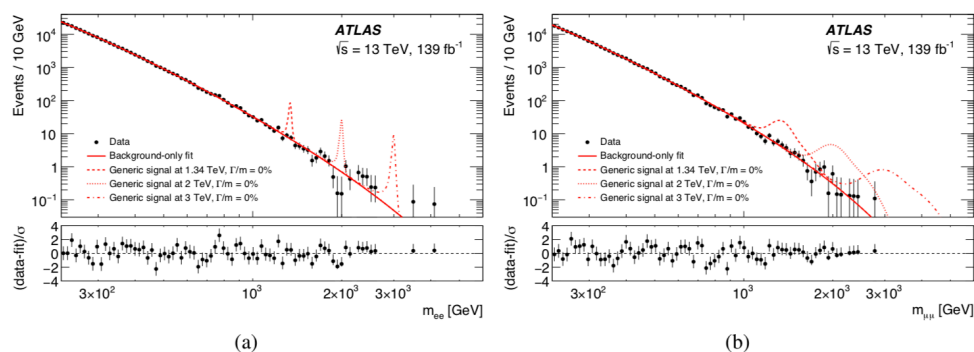 ATLAS
√s = 13 TeV, 139 fb⁻¹
Events / 10 GeV
10⁴
10³
10²
10
1
10⁻¹
Data
Background-only fit
Generic signal at 1.34 TeV, Γ/m = 0%
Generic signal at 2 TeV, Γ/m = 0%
Generic signal at 3 TeV, Γ/m = 0%
(data-fit)/σ
4
2
0
−2
−4
3×10² 10³ 2×10³ 3×10³
m_ee [GeV]
(a)
ATLAS
√s = 13 TeV, 139 fb⁻¹
Events / 10 GeV
10⁴
10³
10²
10
1
10⁻¹
Data
Background-only fit
Generic signal at 1.34 TeV, Γ/m = 0%
Generic signal at 2 TeV, Γ/m = 0%
Generic signal at 3 TeV, Γ/m = 0%
(data-fit)/σ
4
2
0
−2
−4
3×10² 10³ 2×10³ 3×10³
m_μμ [GeV]
(b)